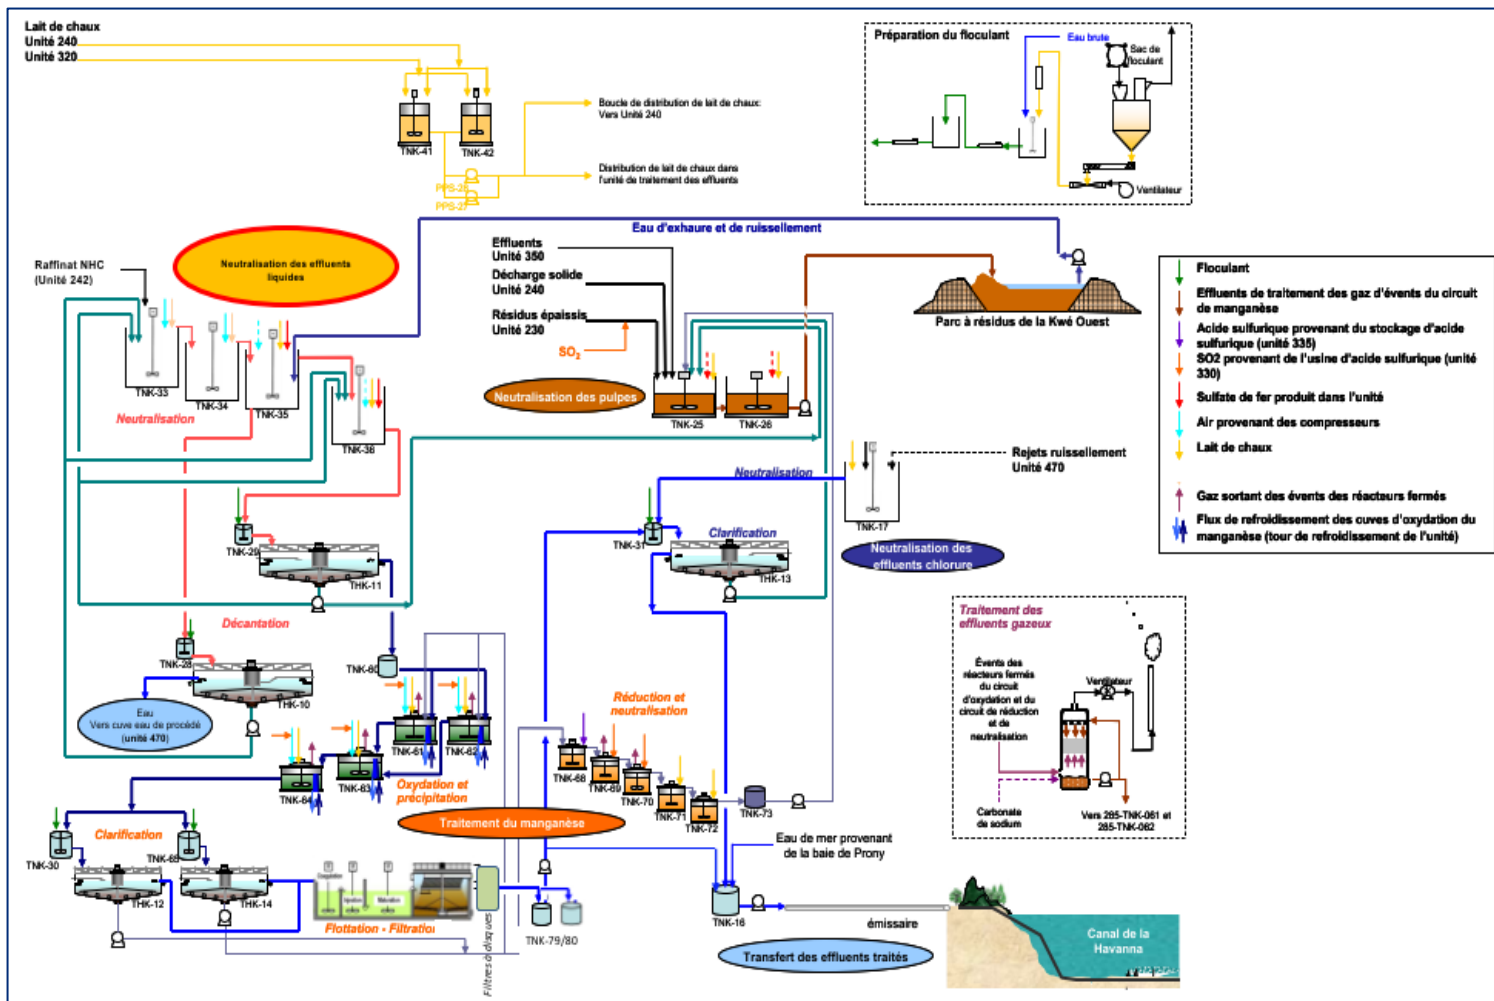 Lait de chaux
Unité 240
Unité 320
TNK-41
TNK-42
PPS-26
PPS-27
Boucle de distribution de lait de chaux:
Vers Unité 240
Distribution de lait de chaux dans
l'unité de traitement des effluents
Préparation du floculant
Eau brute
Sac de
floculant
Ventilateur
Eau d'exhaure et de ruissellement
Neutralisation des effluents
liquides
Raffinat NHC
(Unité 242)
TNK-33
TNK-34
TNK-35
TNK-36
Neutralisation
Effluents
Unité 350
Décharge solide
Unité 240
Résidus épaissis
Unité 230
SO2
Neutralisation des pulpes
TNK-25
TNK-26
Parc à résidus de la Kwé Ouest
Floculant
Effluents de traitement des gaz d'évents du circuit
de manganèse
Acide sulfurique provenant du stockage d'acide
sulfurique (unité 335)
SO2 provenant de l'usine d'acide sulfurique (unité
330)
Sulfate de fer produit dans l'unité
Air provenant des compresseurs
Lait de chaux
Gaz sortant des évents des réacteurs fermés
Flux de refroidissement des cuves d'oxydation du
manganèse (tour de refroidissement de l'unité)
Rejets ruissellement
Unité 470
Neutralisation
TNK-17
TNK-31
Clarification
THK-13
Neutralisation des
effluents chlorure
TNK-29
THK-11
Décantation
TNK-28
THK-10
Eau
Vers cuve eau de procédé
(unité 470)
TNK-60
TNK-61
TNK-62
TNK-63
TNK-64
Oxydation et
précipitation
Réduction et
neutralisation
TNK-68
TNK-69
TNK-70
TNK-71
TNK-72
TNK-73
Traitement du manganèse
Traitement des
effluents gazeux
Évents des
réacteurs fermés
du circuit
d'oxydation et du
circuit de réduction
et de
neutralisation
Ventilateur
Carbonate
de sodium
Vers 285-TNK-061 et
285-TNK-062
Clarification
TNK-30
TNK-65
THK-12
THK-14
Coagulation
Maturation
Flottation - Filtration
Filtres à disques
TNK-79/80
Eau de mer provenant
de la baie de Prony
TNK-16
émissaire
Transfert des effluents traités
Canal de la
Havanna